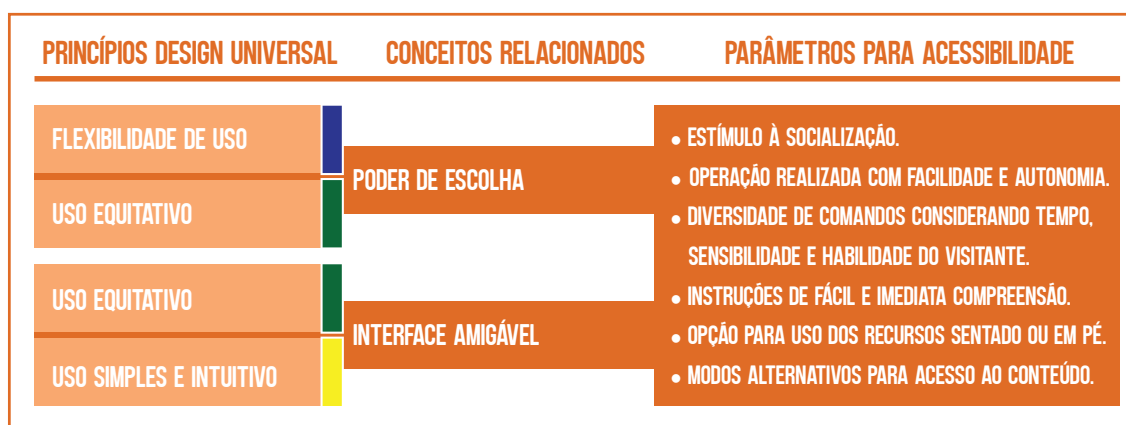 PRINCÍPIOS DESIGN UNIVERSAL
CONCEITOS RELACIONADOS
PARÂMETROS PARA ACESSIBILIDADE
FLEXIBILIDADE DE USO
USO EQUITATIVO
PODER DE ESCOLHA
USO EQUITATIVO
USO SIMPLES E INTUITIVO
INTERFACE AMIGÁVEL
• ESTÍMULO À SOCIALIZAÇÃO.
• OPERAÇÃO REALIZADA COM FACILIDADE E AUTONOMIA.
• DIVERSIDADE DE COMANDOS CONSIDERANDO TEMPO,
SENSIBILIDADE E HABILIDADE DO VISITANTE.
• INSTRUÇÕES DE FÁCIL E IMEDIATA COMPREENSÃO.
• OPÇÃO PARA USO DOS RECURSOS SENTADO OU EM PÉ.
• MODOS ALTERNATIVOS PARA ACESSO AO CONTEÚDO.